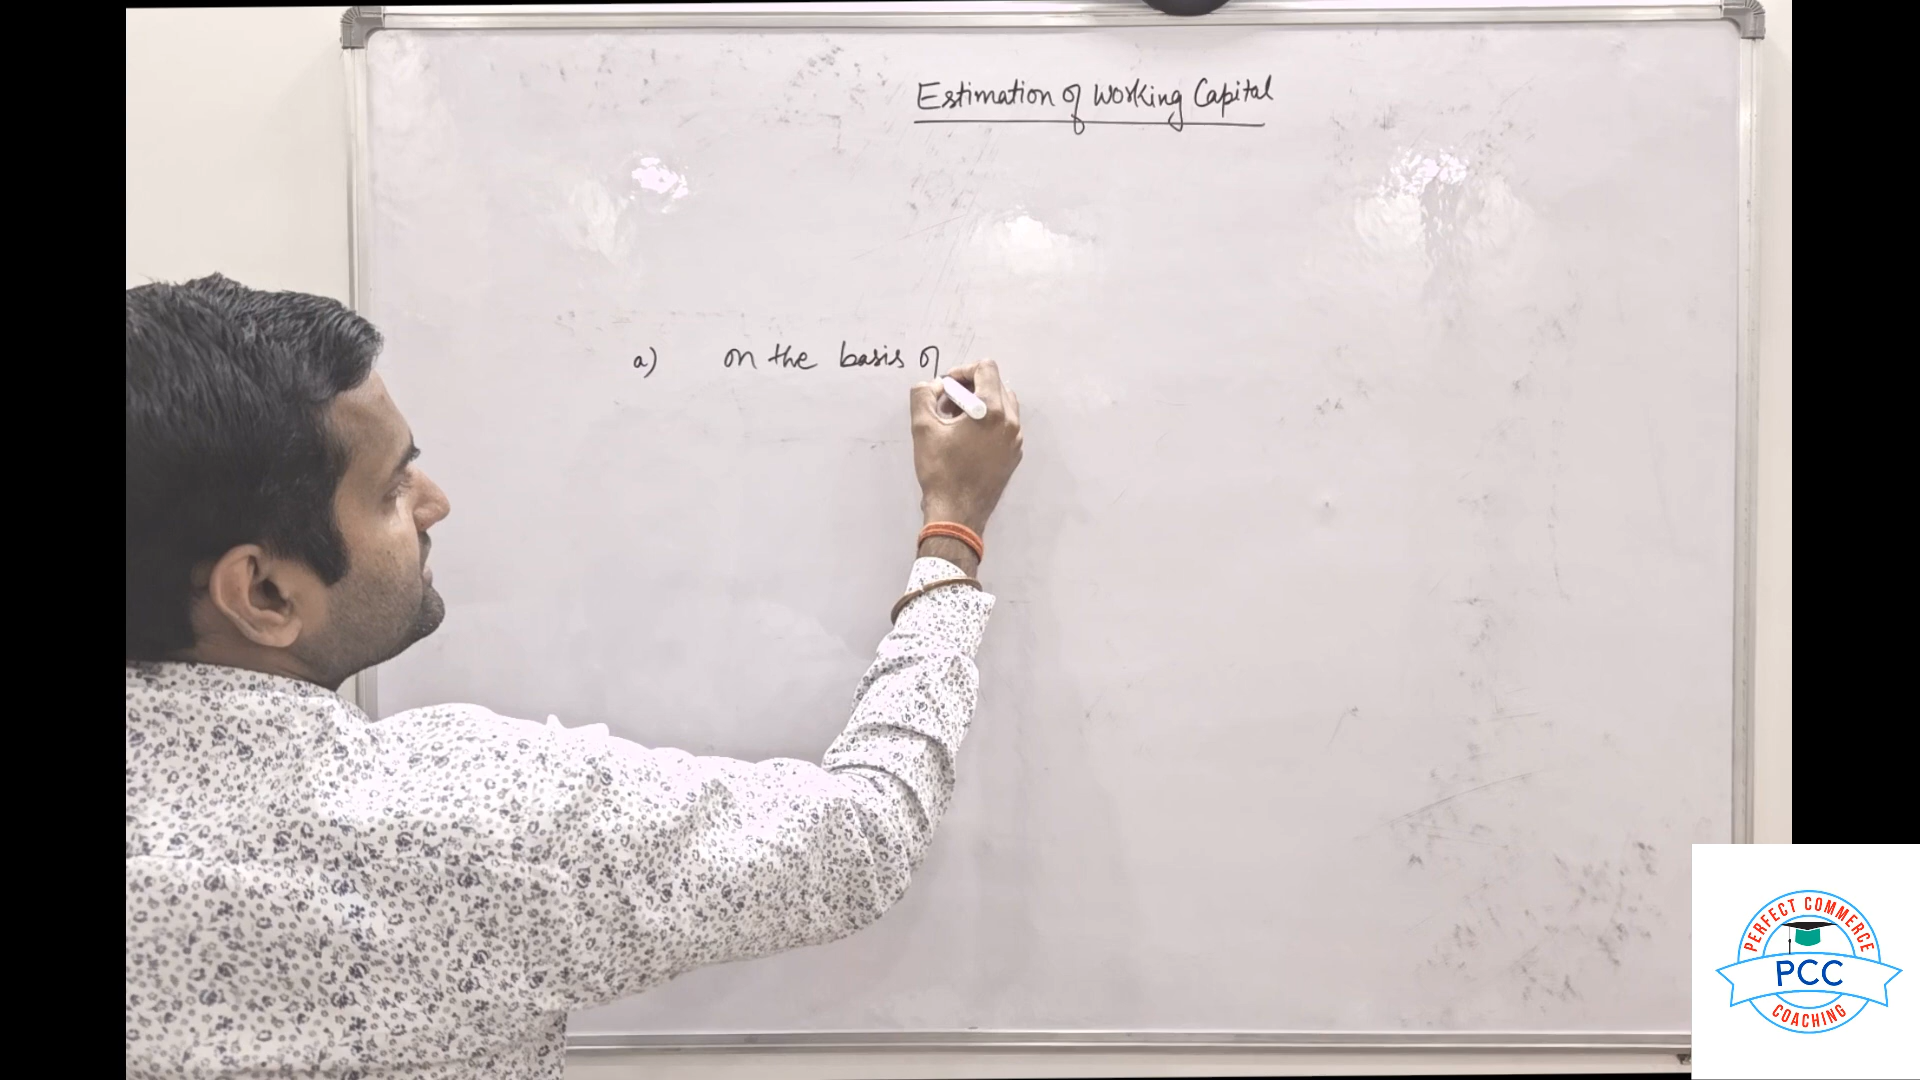 Estimation of Working Capital
a) on the basis of
PERFECT COMMERCE
PCC
COACHING